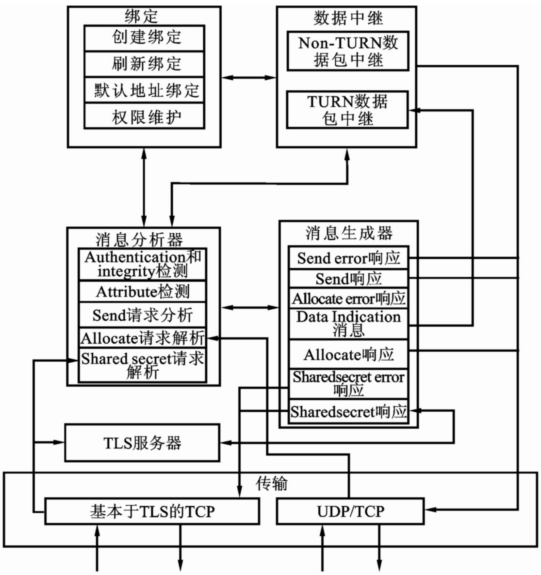 绑定
创建绑定
刷新绑定
默认地址绑定
权限维护
数据中继
Non-TURN数
据包中继
TURN数据
包中继
消息分析器
Authentication和
integrity检测
Attribute检测
Send请求分析
Allocate请求解析
Shared secret请求
解析
消息生成器
Send error响应
Send响应
Allocate error响应
Data Indication
消息
Allocate响应
Sharedsecret error
响应
Sharedsecret响应
TLS服务器
传输
基本于TLS的TCP
UDP/TCP